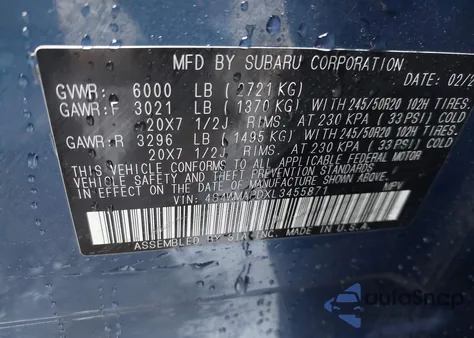 MFD BY SUBARU CORPORATION
DATE: 02/2
GVWR: 6000 LB (2721 KG)
GAWR:F 3021 LB (1370 KG) WITH 245/50R20 102H TIRES.
20X7 1/2J RIMS. AT 230 KPA (33 PSI) COLD
GAWR:R 3296 LB (1495 KG) WITH 245/50R20 102H TIRES
20X7 1/2J RIMS. AT 230 KPA (33 PSI) COLD
THIS VEHICLE CONFORMS TO ALL APPLICABLE FEDERAL MOTOR
VEHICLE SAFETY, BUMPER, AND THEFT PREVENTION STANDARDS
IN EFFECT ON THE DATE OF MANUFACTURE SHOWN ABOVE.
VIN: MPV
ASSEMBLED BY SIA, INC. MADE IN U.S.A.
autoSnap